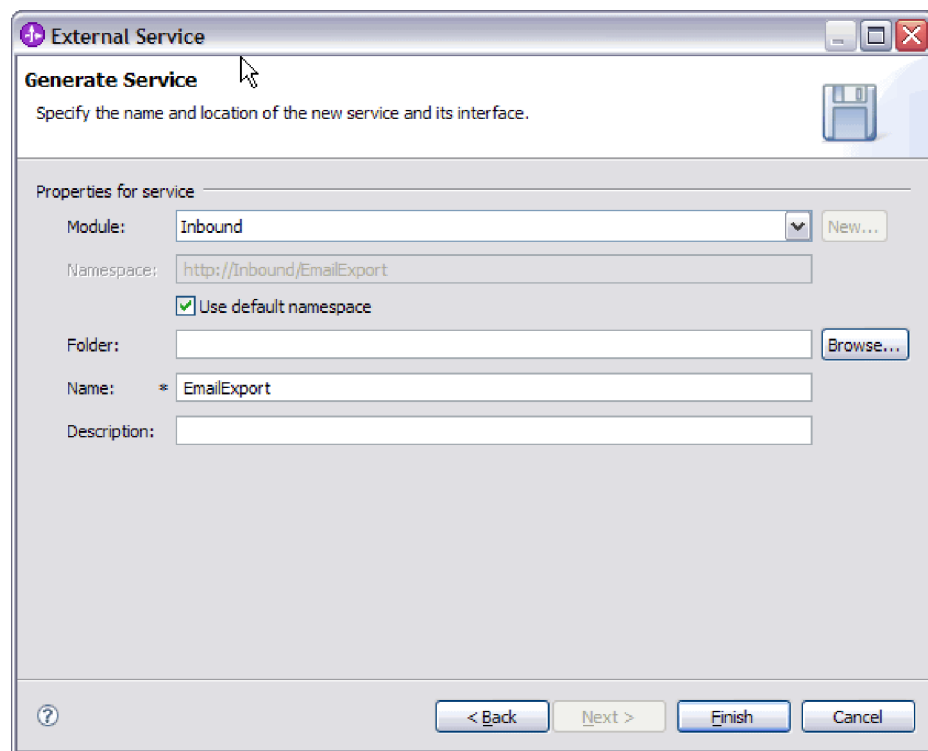 External Service
Generate Service
Specify the name and location of the new service and its interface.
Properties for service
Module: Inbound New...
Namespace: http://Inbound/EmailExport
Use default namespace
Folder: Browse...
Name: * EmailExport
Description:
? < Back Next > Finish Cancel